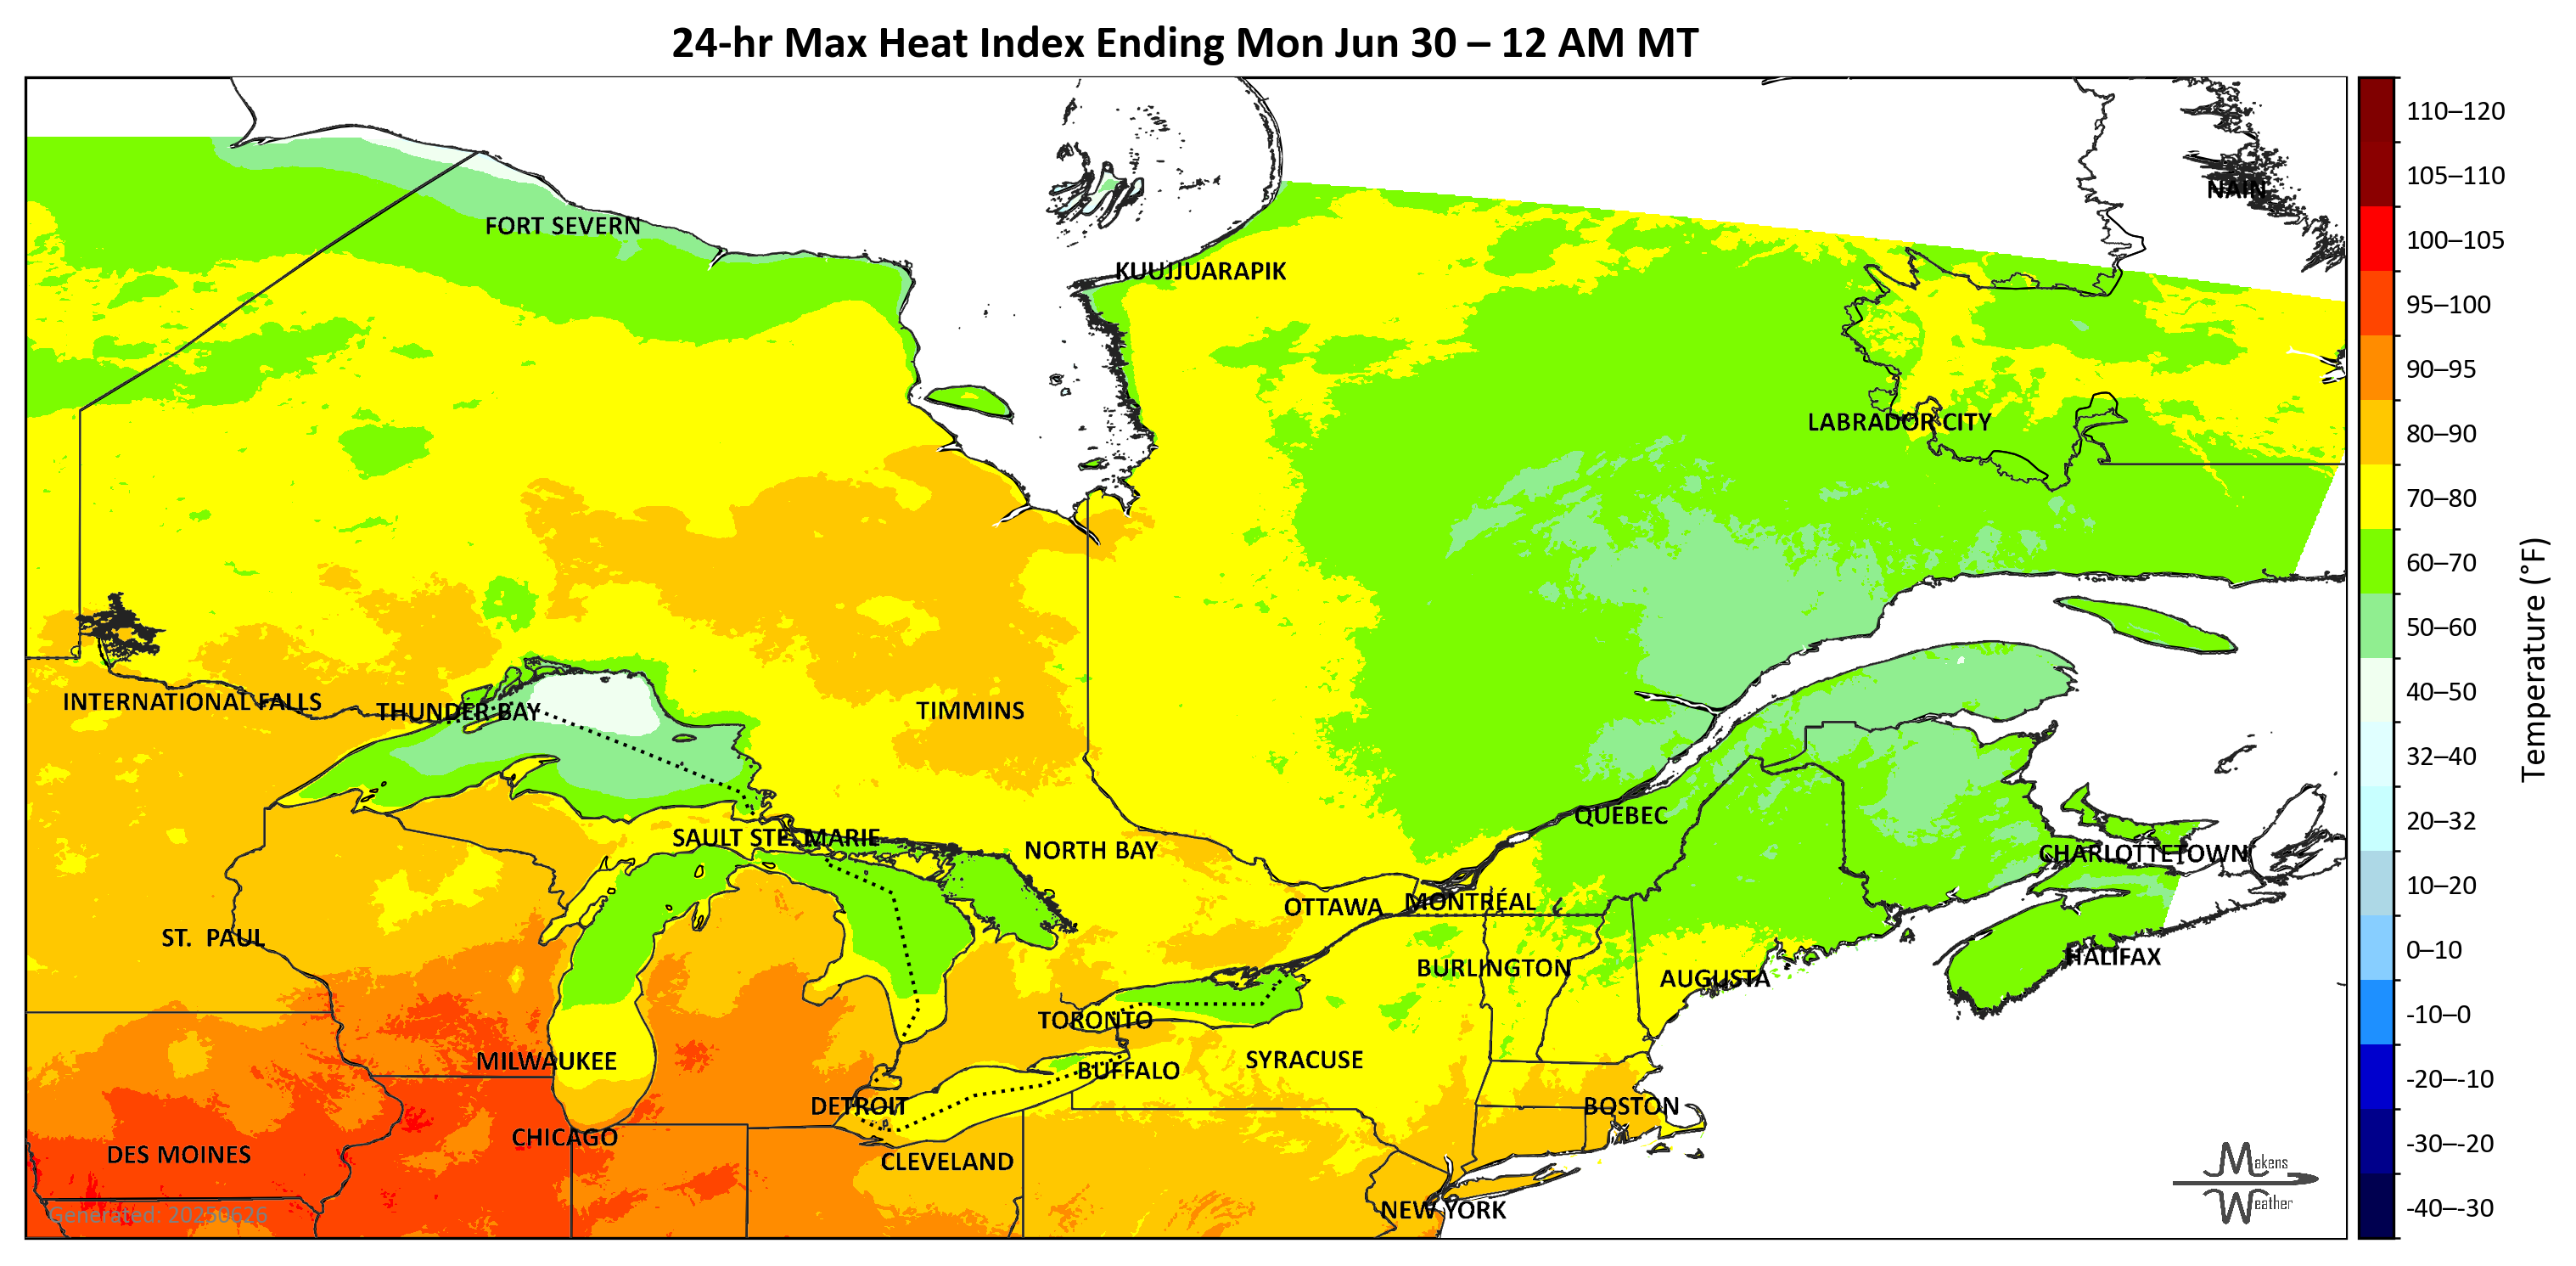 24-hr Max Heat Index Ending Mon Jun 30 – 12 AM MT
110–120
105–110
NAIN
FORT SEVERN
100–105
KUUJJUARAPIK
95–100
90–95
LABRADOR CITY
80–90
70–80
60–70
50–60
INTERNATIONAL FALLS
THUNDER BAY
TIMMINS
40–50
32–40
Temperature (°F)
QUEBEC
20–32
SAULT STE. MARIE
NORTH BAY
CHARLOTTETOWN
10–20
OTTAWA
MONTRÉAL
ST. PAUL
0–10
BURLINGTON
AUGUSTA
HALIFAX
TORONTO
-10–0
MILWAUKEE
BUFFALO
SYRACUSE
-20–-10
DETROIT
BOSTON
CHICAGO
-30–-20
DES MOINES
CLEVELAND
Makens
Weather
NEW YORK
-40–-30
Generated: 20250626